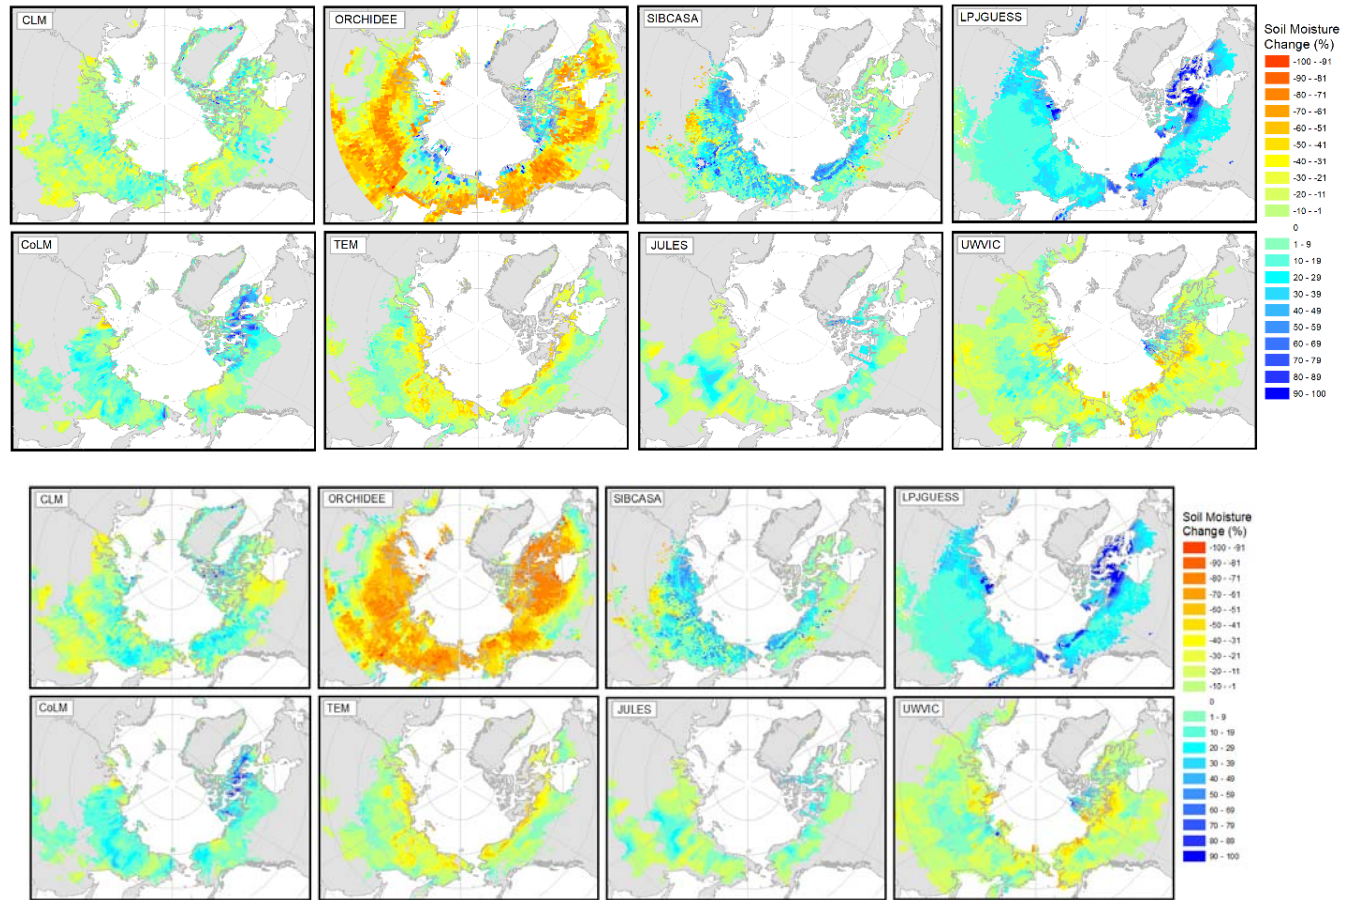 CLM
ORCHIDEE
SIBCASA
LPJGUESS
Soil Moisture
Change (%)
-100 - -91
-90 - -81
-80 - -71
-70 - -61
-60 - -51
-50 - -41
-40 - -31
-30 - -21
-20 - -11
-10 - -1
0
1 - 9
10 - 19
20 - 29
30 - 39
40 - 49
50 - 59
60 - 69
70 - 79
80 - 89
90 - 100
CoLM
TEM
JULES
UWVIC
CLM
ORCHIDEE
SIBCASA
LPJGUESS
Soil Moisture
Change (%)
-100 - -91
-90 - -81
-80 - -71
-70 - -61
-60 - -51
-50 - -41
-40 - -31
-30 - -21
-20 - -11
-10 - -1
0
1 - 9
10 - 19
20 - 29
30 - 39
40 - 49
50 - 59
60 - 69
70 - 79
80 - 89
90 - 100
CoLM
TEM
JULES
UWVIC